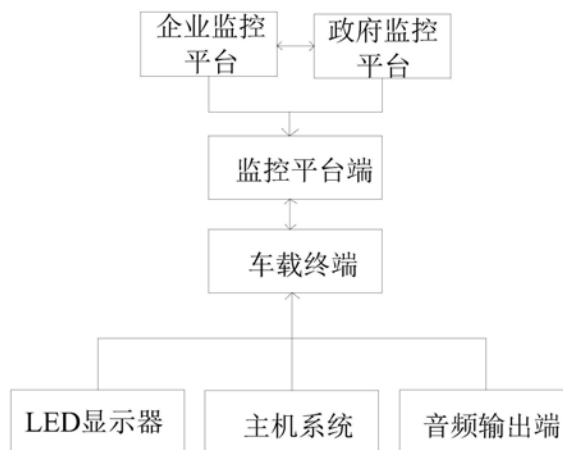 企业监控
平台
政府监控
平台
监控平台端
车载终端
LED显示器
主机系统
音频输出端